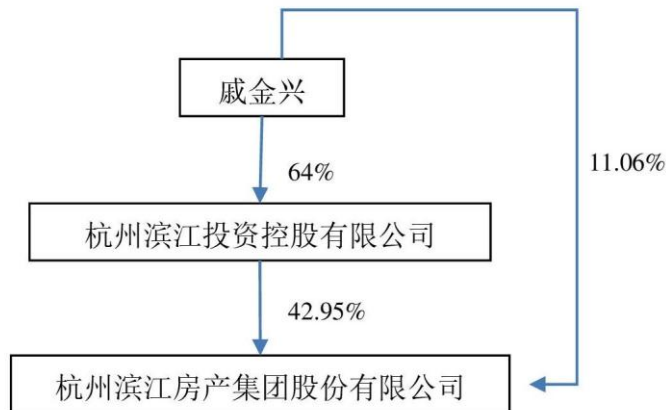 戚金兴
64%
11.06%
杭州滨江投资控股有限公司
42.95%
杭州滨江房产集团股份有限公司